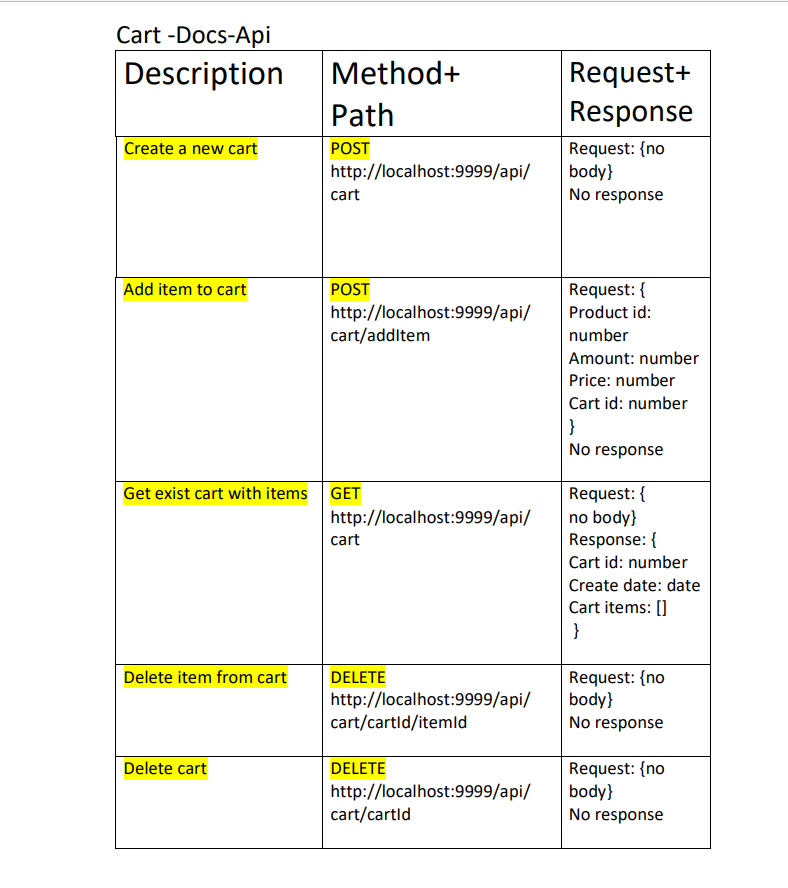 Cart -Docs-Api
Description
Method+
Path
Request+
Response
Create a new cart
POST
http://localhost:9999/api/
cart
Request: {no
body}
No response
Add item to cart
POST
http://localhost:9999/api/
cart/addItem
Request: {
Product id:
number
Amount: number
Price: number
Cart id: number
}
No response
Get exist cart with items
GET
http://localhost:9999/api/
cart
Request: {
no body}
Response: {
Cart id: number
Create date: date
Cart items: []
}
Delete item from cart
DELETE
http://localhost:9999/api/
cart/cartId/itemId
Request: {no
body}
No response
Delete cart
DELETE
http://localhost:9999/api/
cart/cartId
Request: {no
body}
No response